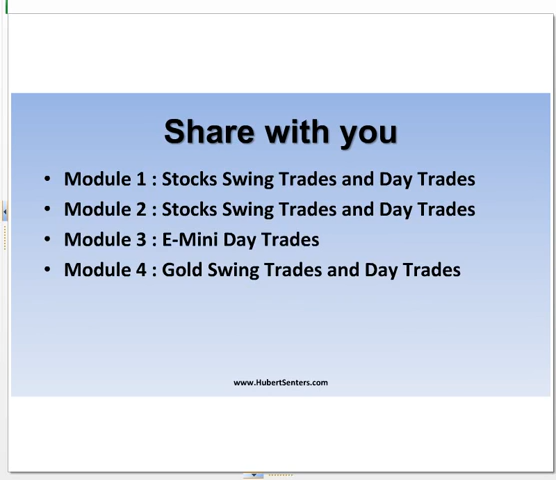 Share with you
• Module 1 : Stocks Swing Trades and Day Trades
• Module 2 : Stocks Swing Trades and Day Trades
• Module 3 : E-Mini Day Trades
• Module 4 : Gold Swing Trades and Day Trades
www.HubertSenters.com